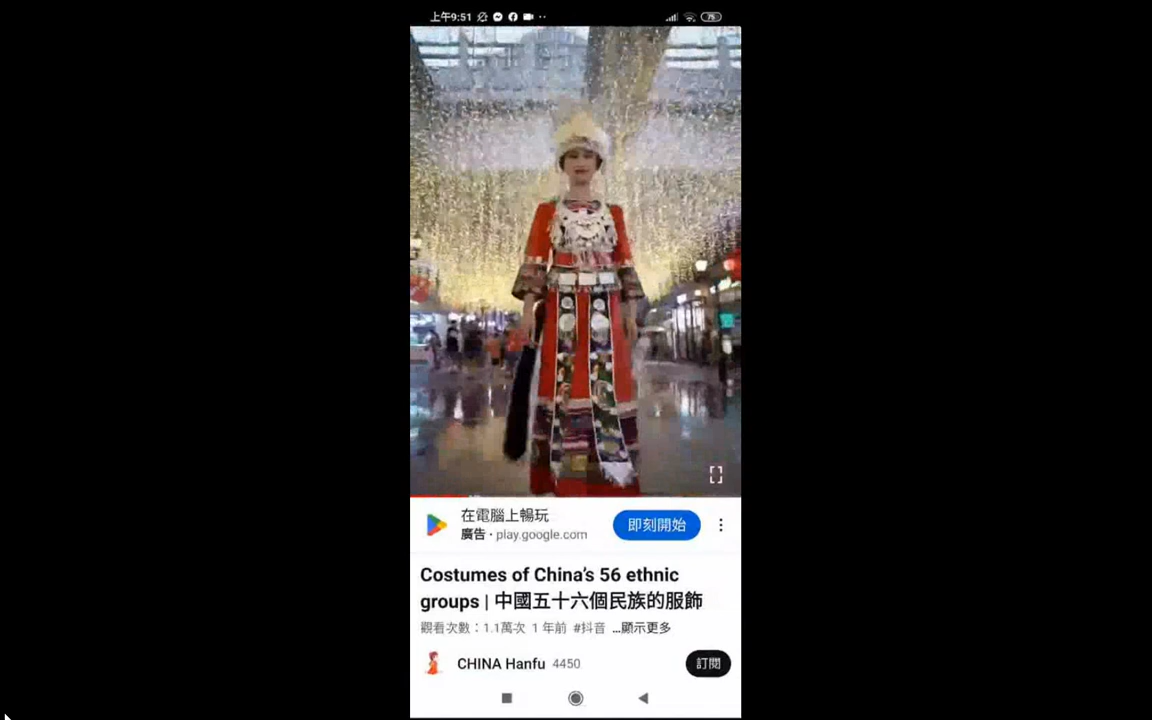 上午9:51
75
在電腦上暢玩
廣告 · play.google.com
即刻開始
Costumes of China's 56 ethnic
groups | 中國五十六個民族的服飾
觀看次數：1.1萬次 1 年前 #抖音 ...顯示更多
CHINA Hanfu 4450
訂閱